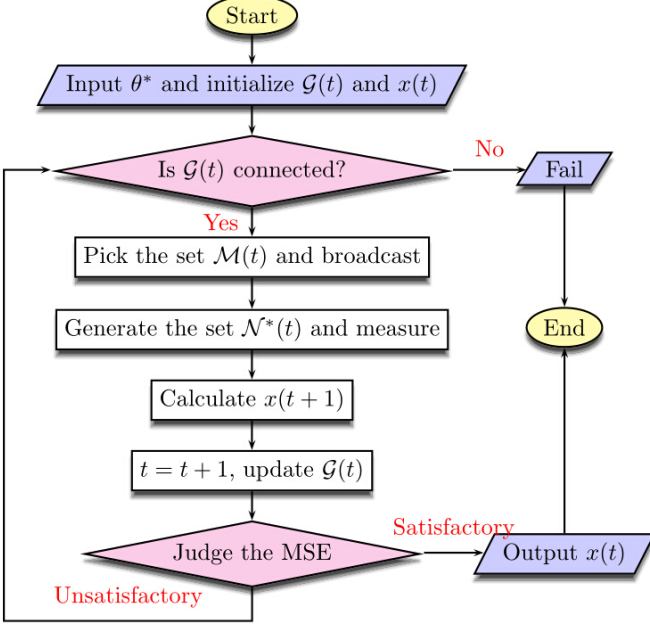 Start
Input θ* and initialize 𝒢(t) and x(t)
Is 𝒢(t) connected?
No
Fail
Yes
Pick the set ℳ(t) and broadcast
Generate the set 𝒩*(t) and measure
End
Calculate x(t + 1)
t = t + 1, update 𝒢(t)
Satisfactory
Judge the MSE
Output x(t)
Unsatisfactory